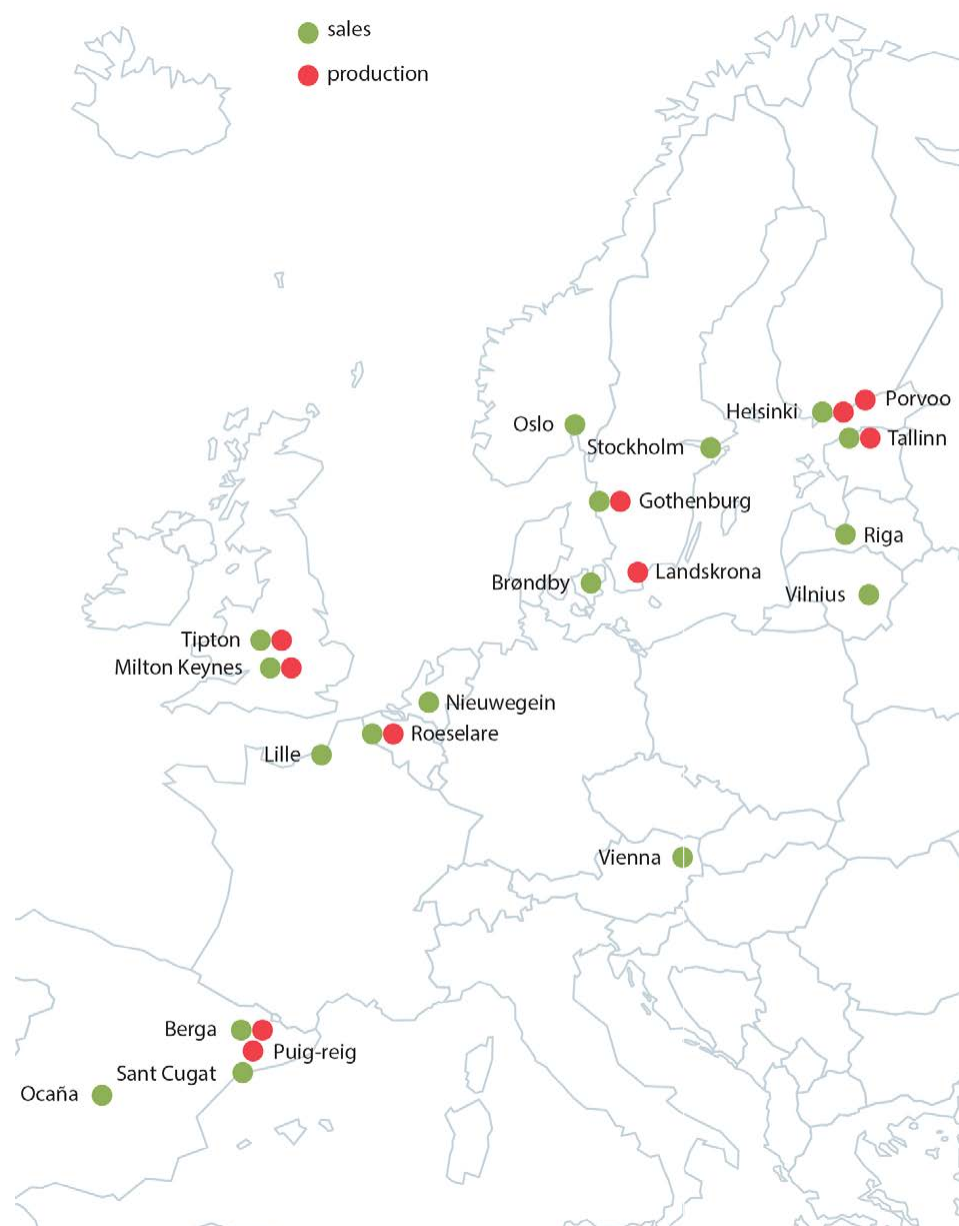 sales
production
Porvoo
Helsinki
Oslo
Tallinn
Stockholm
Gothenburg
Riga
Landskrona
Brøndby
Vilnius
Tipton
Milton Keynes
Nieuwegein
Roeselare
Lille
Vienna
Berga
Puig-reig
Sant Cugat
Ocaña